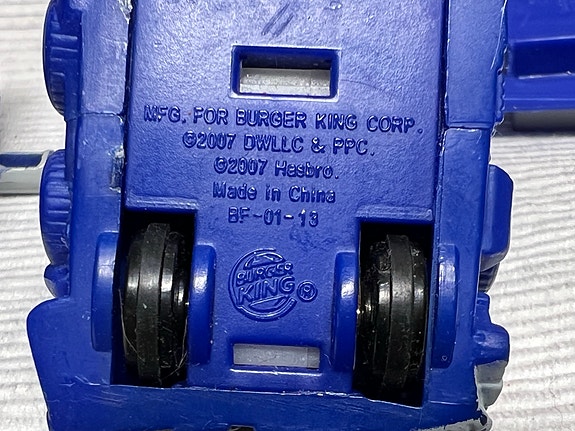 MFG. FOR BURGER KING CORP.
©2007 DWLLC & PPC.
©2007 Hasbro.
Made in China
BF-01-13
BURGER
KING ®